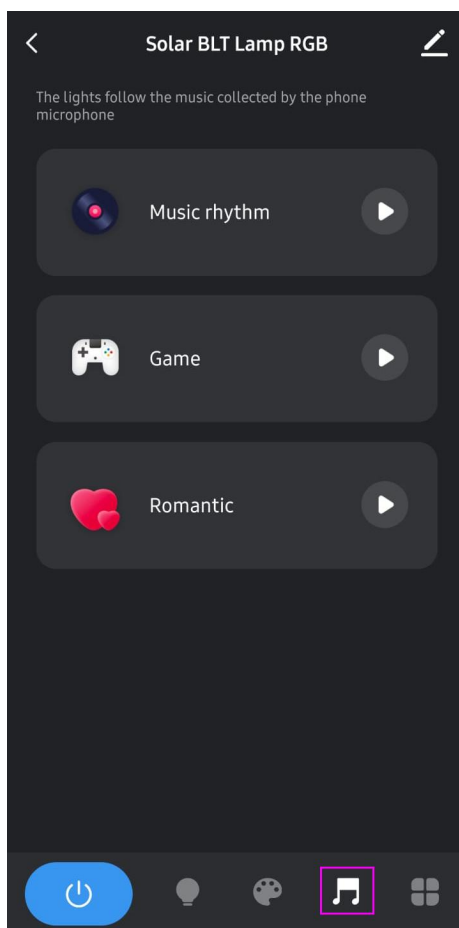 Solar BLT Lamp RGB
The lights follow the music collected by the phone
microphone
Music rhythm
Game
Romantic